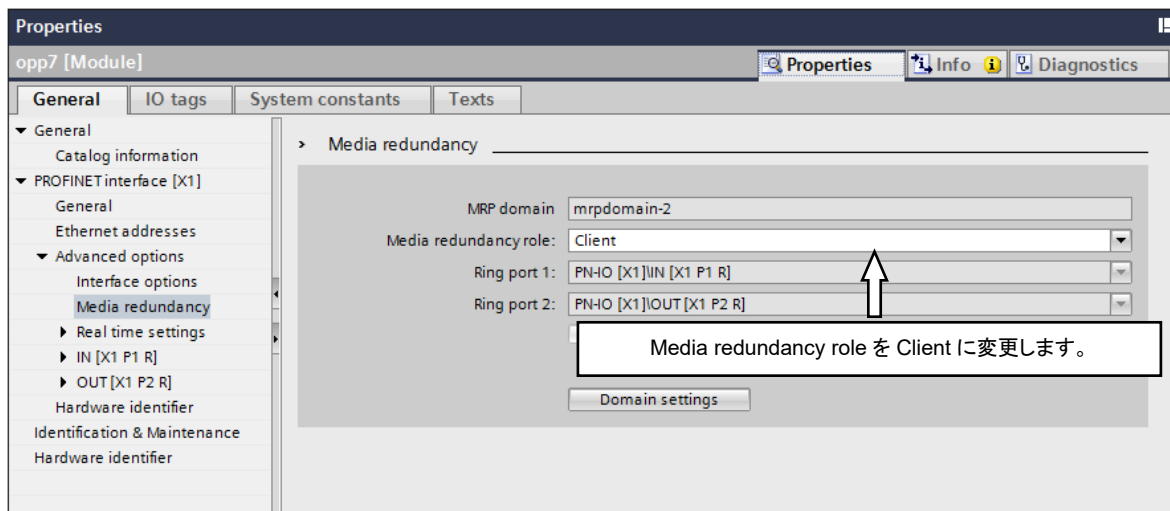 Properties
opp7 [Module]
Properties
Info
Diagnostics
General
IO tags
System constants
Texts
General
Catalog information
PROFINET interface [X1]
General
Ethernet addresses
Advanced options
Interface options
Media redundancy
Real time settings
IN [X1 P1 R]
OUT [X1 P2 R]
Hardware identifier
Identification & Maintenance
Hardware identifier
Media redundancy
MRP domain mrpdomain-2
Media redundancy role: Client
Ring port 1: PN-IO [X1]\IN [X1 P1 R]
Ring port 2: PN-IO [X1]\OUT [X1 P2 R]
Media redundancy role を Client に変更します。
Domain settings